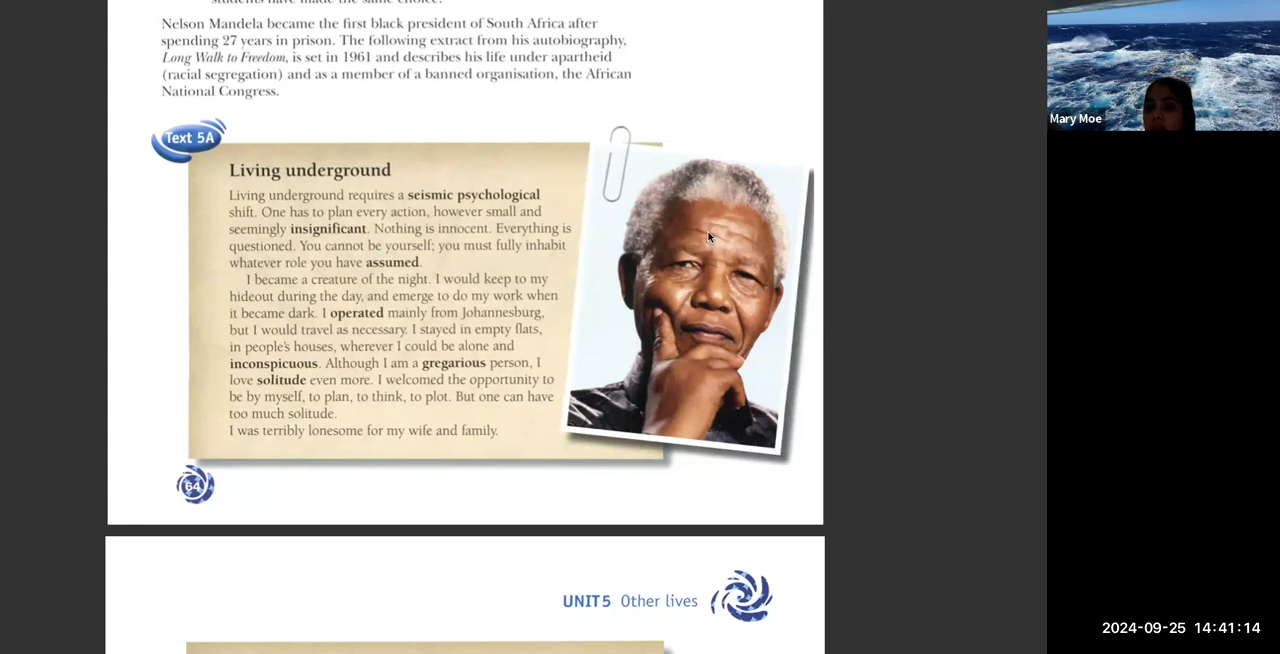 students have made the same choice.
Nelson Mandela became the first black president of South Africa after
spending 27 years in prison. The following extract from his autobiography,
Long Walk to Freedom, is set in 1961 and describes his life under apartheid
(racial segregation) and as a member of a banned organisation, the African
National Congress.
Text 5A
Living underground
Living underground requires a seismic psychological
shift. One has to plan every action, however small and
seemingly insignificant. Nothing is innocent. Everything is
questioned. You cannot be yourself; you must fully inhabit
whatever role you have assumed.
I became a creature of the night. I would keep to my
hideout during the day, and emerge to do my work when
it became dark. I operated mainly from Johannesburg,
but I would travel as necessary. I stayed in empty flats,
in people's houses, wherever I could be alone and
inconspicuous. Although I am a gregarious person, I
love solitude even more. I welcomed the opportunity to
be by myself, to plan, to think, to plot. But one can have
too much solitude.
I was terribly lonesome for my wife and family.
64
UNIT 5 Other lives
Mary Moe
2024-09-25 14:41:14